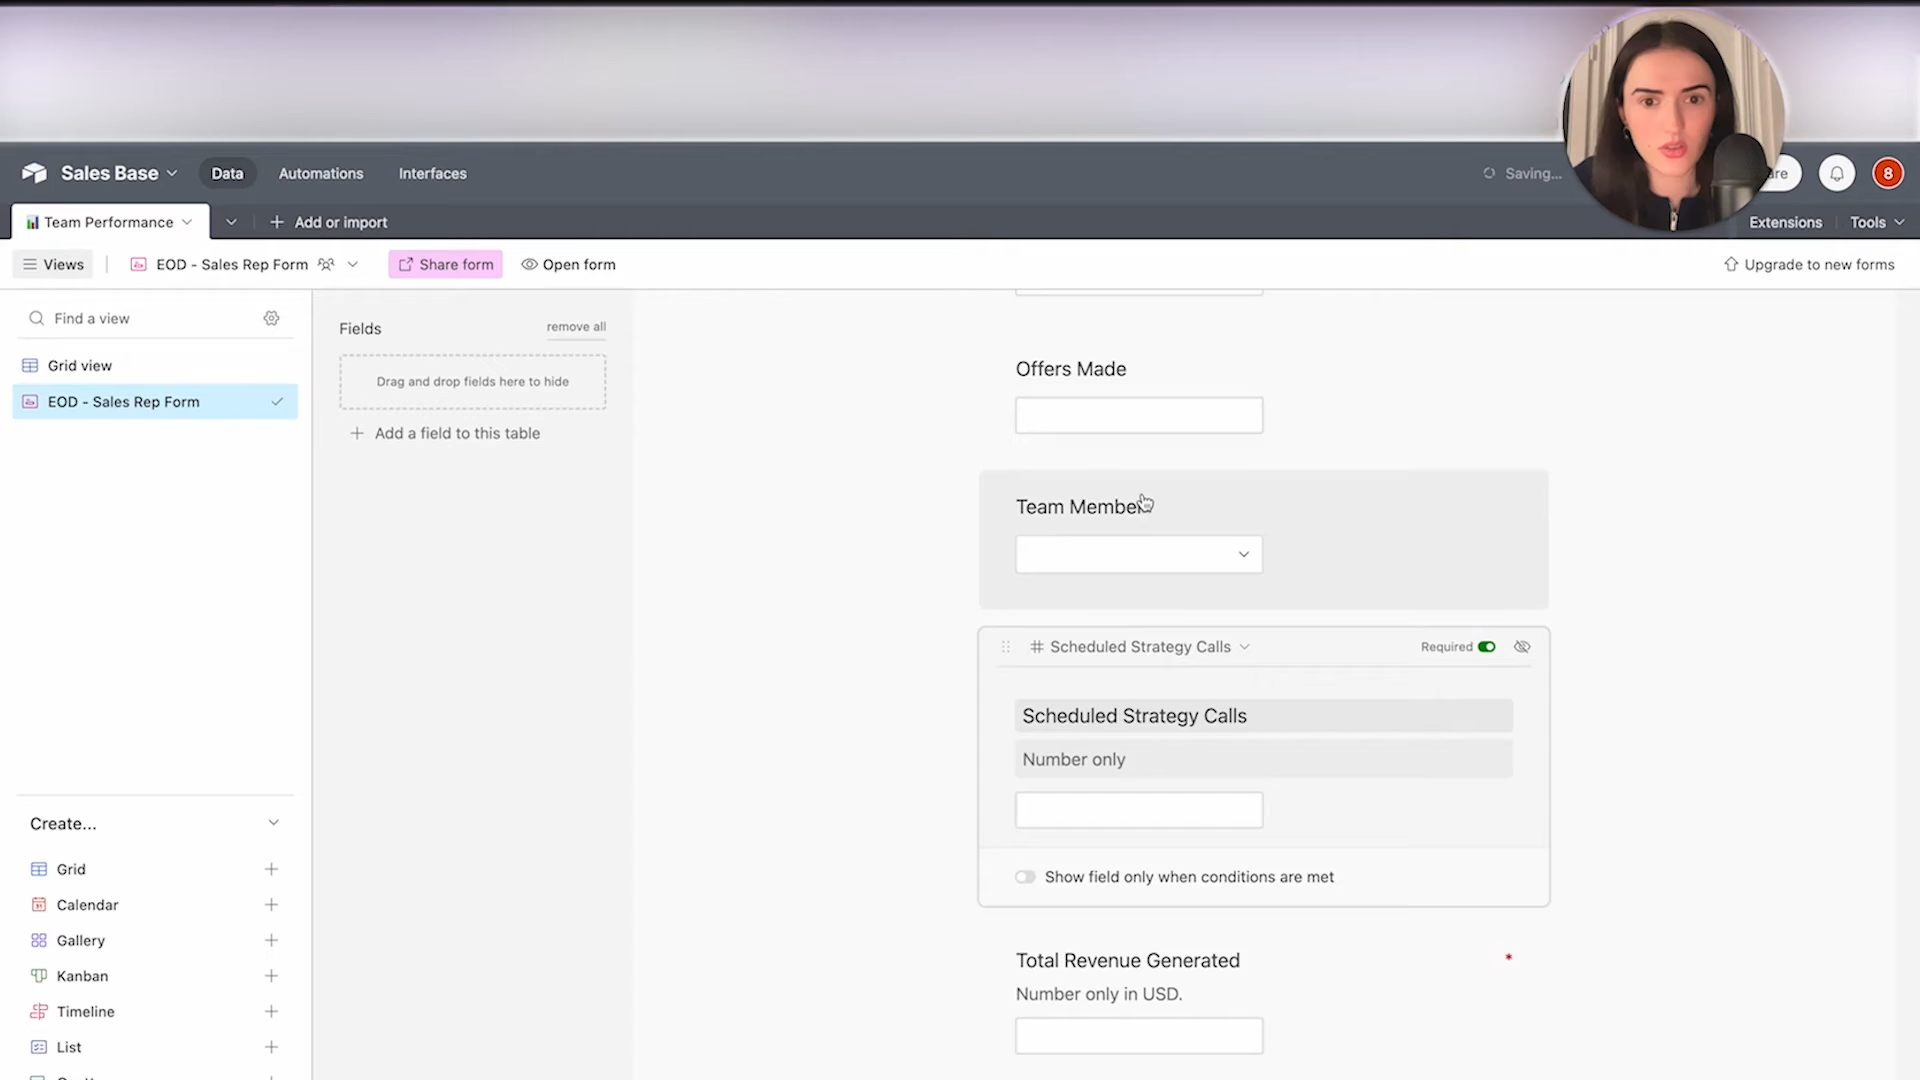 Sales Base
Data
Automations
Interfaces
Saving...
8
Team Performance
Add or import
Extensions
Tools
Views
EOD - Sales Rep Form
Share form
Open form
Upgrade to new forms
Find a view
Grid view
EOD - Sales Rep Form
Create...
Grid
Calendar
Gallery
Kanban
Timeline
List
Fields
remove all
Drag and drop fields here to hide
Add a field to this table
Offers Made
Team Member
Scheduled Strategy Calls
Required
Scheduled Strategy Calls
Number only
Show field only when conditions are met
Total Revenue Generated
*
Number only in USD.